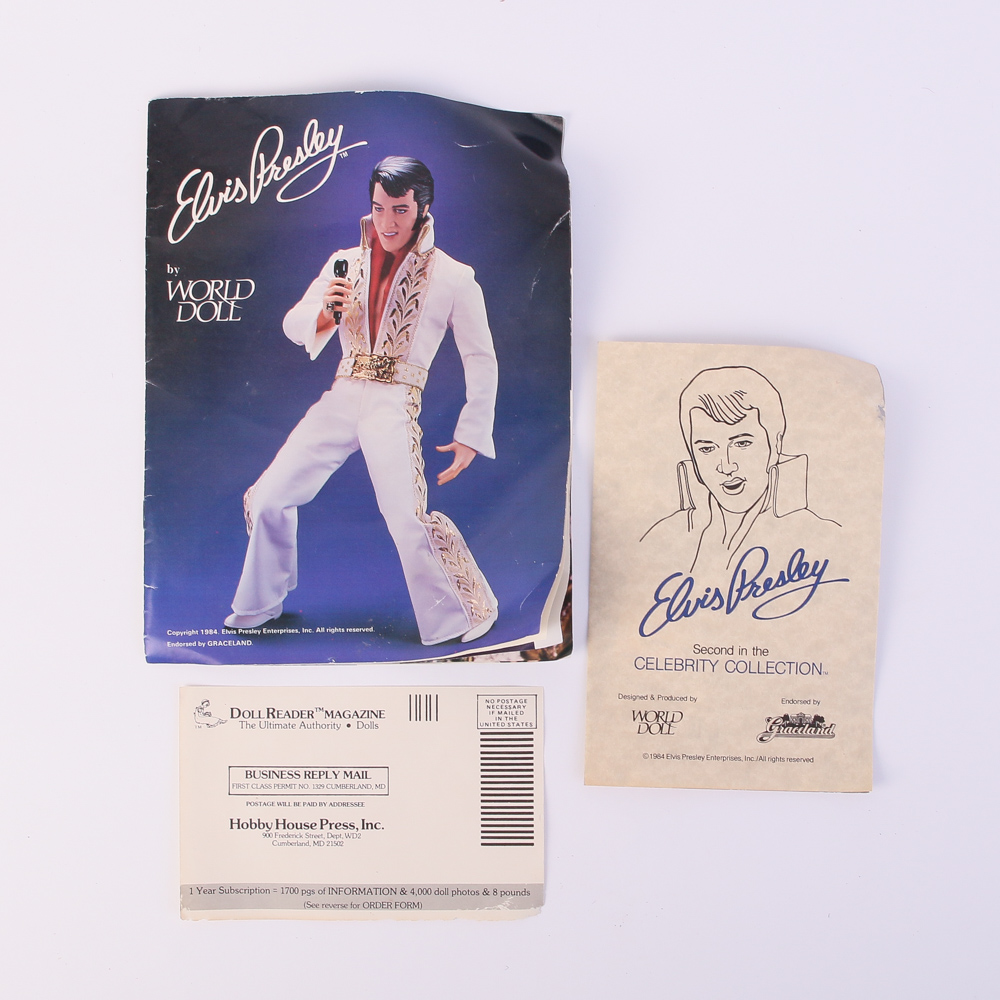 Elvis Presley™
by
WORLD
DOLL
Copyright 1984. Elvis Presley Enterprises, Inc. All rights reserved.
Endorsed by GRACELAND.
Elvis Presley
Second in the
CELEBRITY COLLECTION™
Designed & Produced by
WORLD
DOLL
Endorsed by
Graceland
©1984 Elvis Presley Enterprises, Inc./All rights reserved
DOLL READER™ MAGAZINE
The Ultimate Authority • Dolls
NO POSTAGE
NECESSARY
IF MAILED
IN THE
UNITED STATES
BUSINESS REPLY MAIL
FIRST CLASS PERMIT NO. 1329 CUMBERLAND, MD
POSTAGE WILL BE PAID BY ADDRESSEE
Hobby House Press, Inc.
900 Frederick Street, Dept. WD2
Cumberland, MD 21502
1 Year Subscription = 1700 pgs of INFORMATION & 4,000 doll photos & 8 pounds
(See reverse for ORDER FORM)